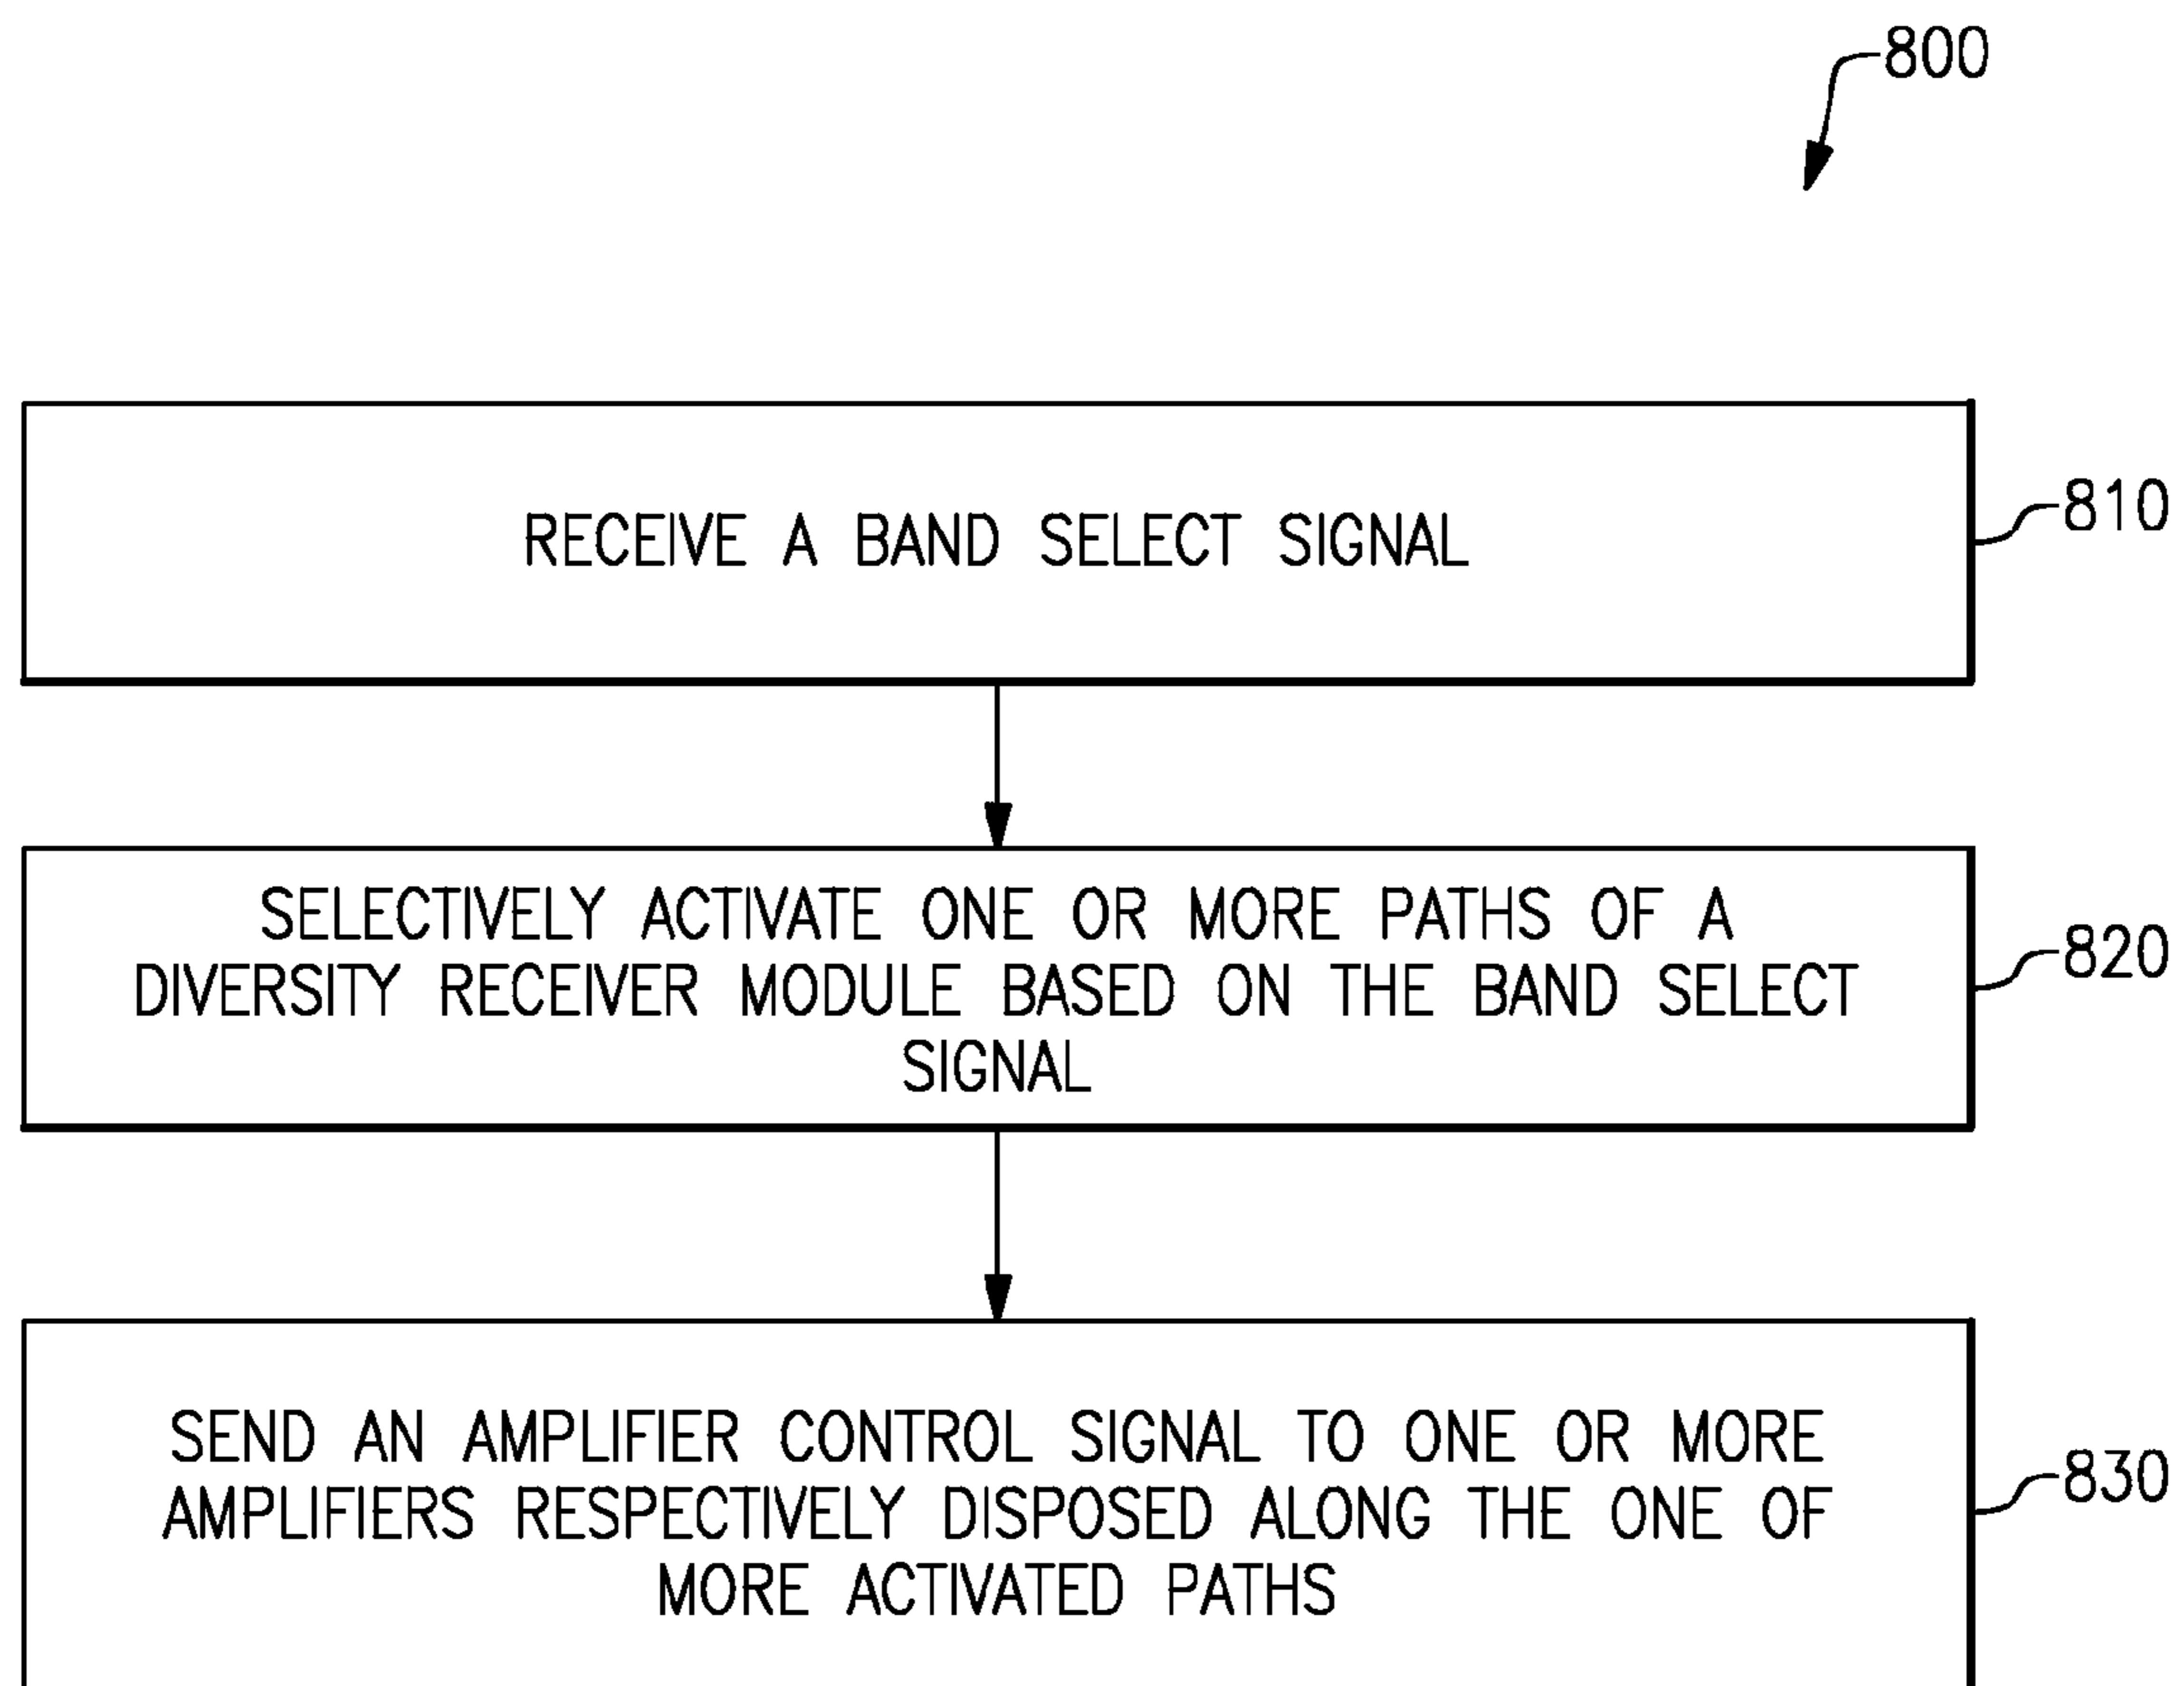 800
RECEIVE A BAND SELECT SIGNAL
810
SELECTIVELY ACTIVATE ONE OR MORE PATHS OF A
DIVERSITY RECEIVER MODULE BASED ON THE BAND SELECT
SIGNAL
820
SEND AN AMPLIFIER CONTROL SIGNAL TO ONE OR MORE
AMPLIFIERS RESPECTIVELY DISPOSED ALONG THE ONE OF
MORE ACTIVATED PATHS
830